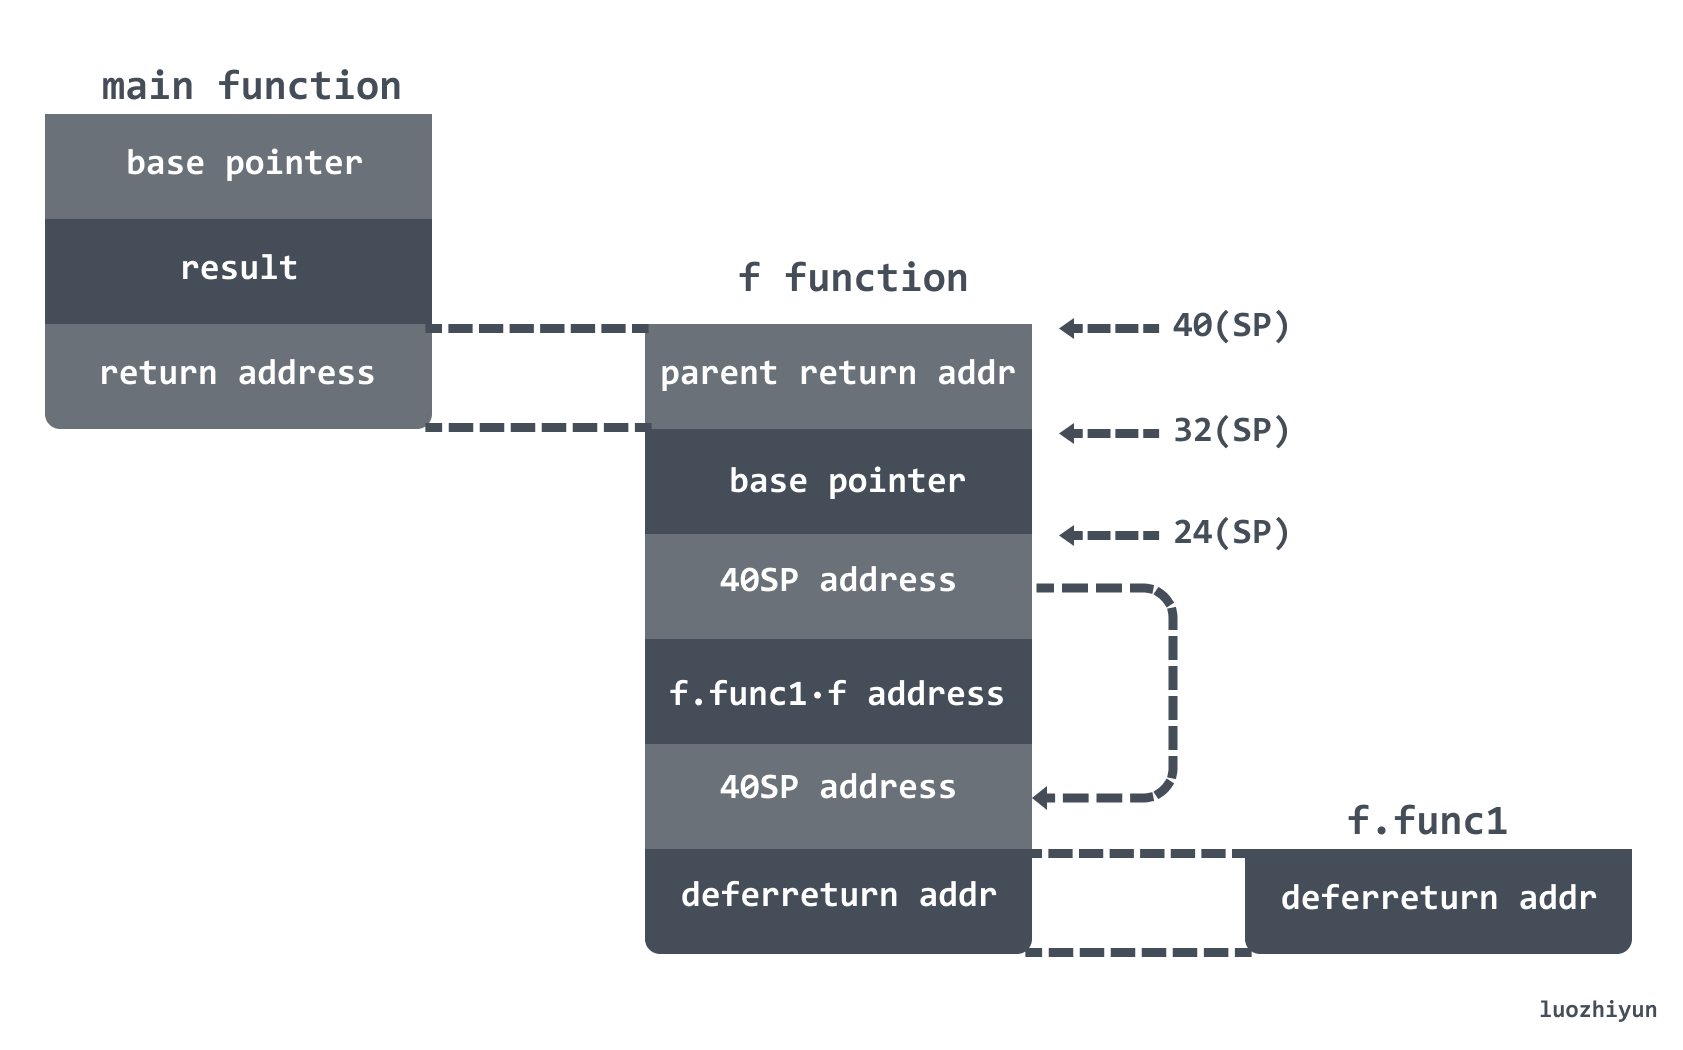 main function
base pointer
result
return address
f function
parent return addr
base pointer
40SP address
f.func1·f address
40SP address
deferreturn addr
40(SP)
32(SP)
24(SP)
f.func1
deferreturn addr
luozhiyun